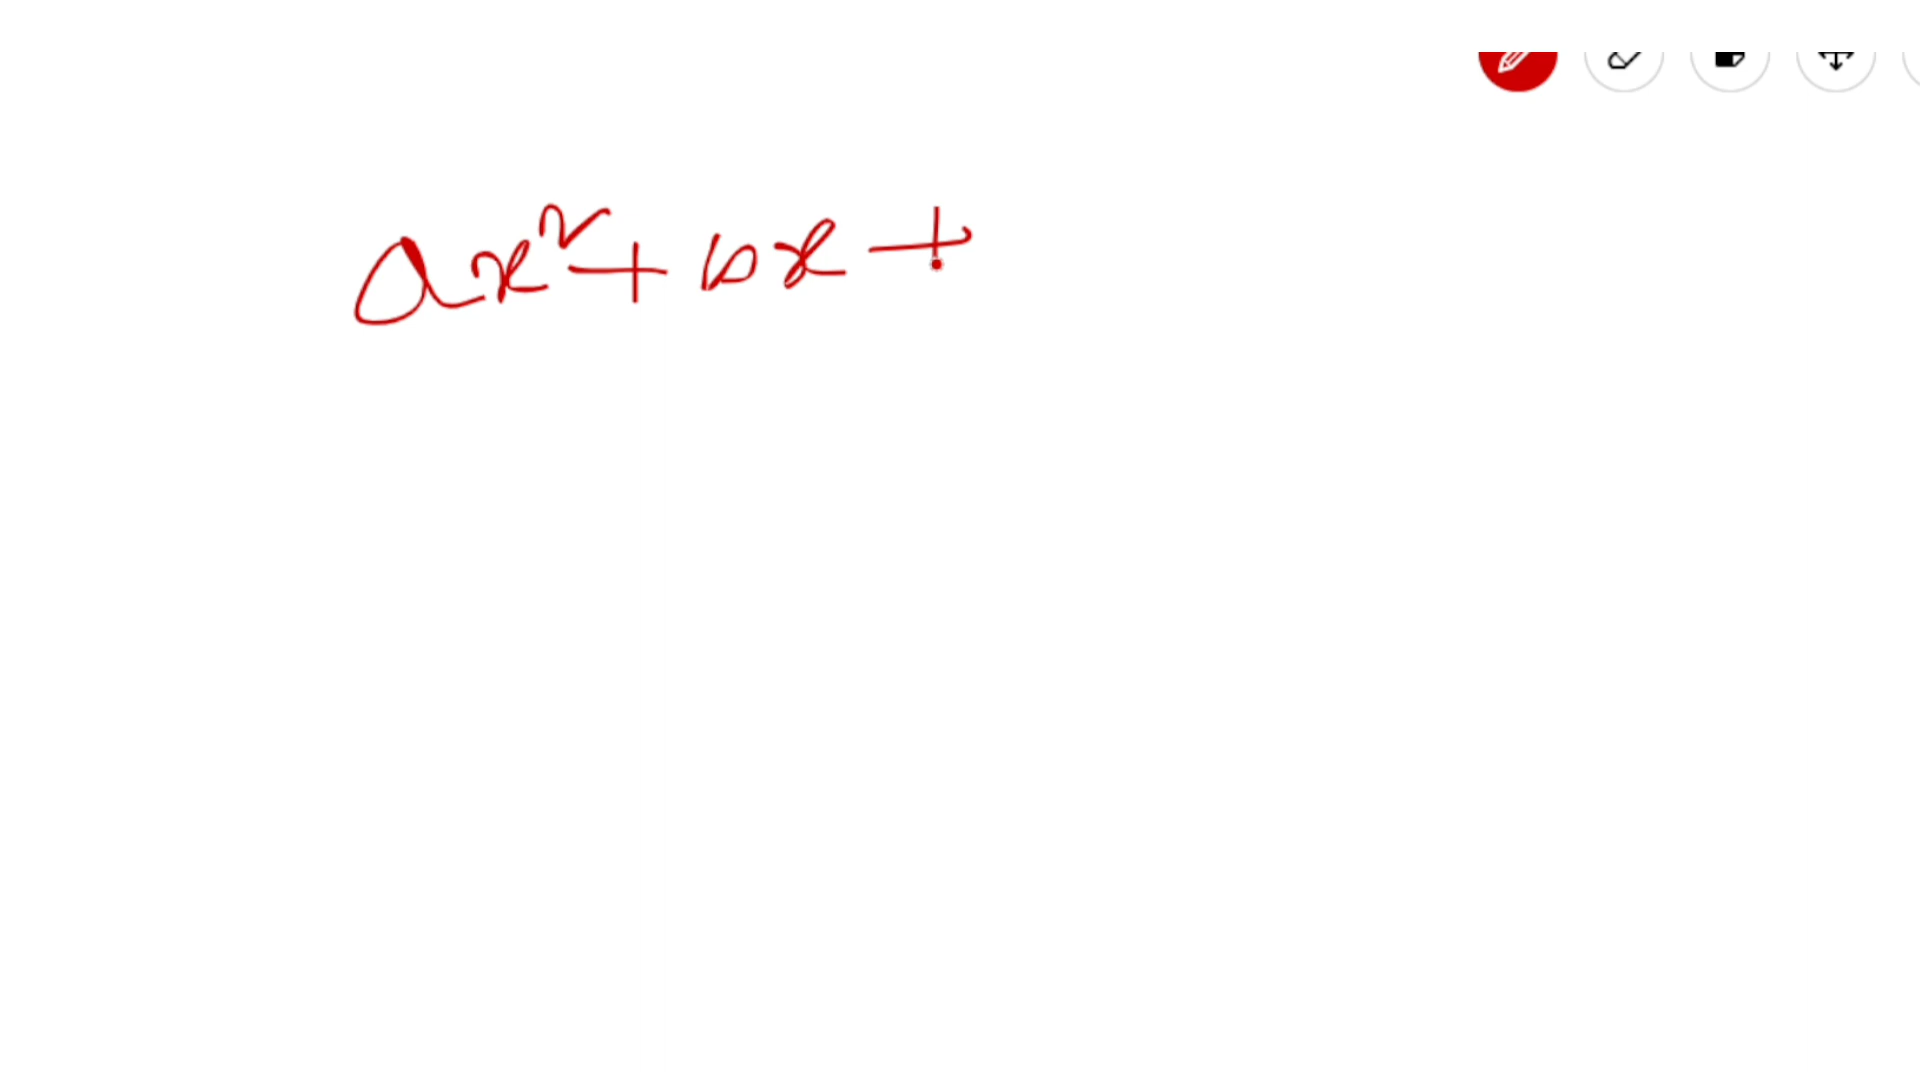 ax² + bx +